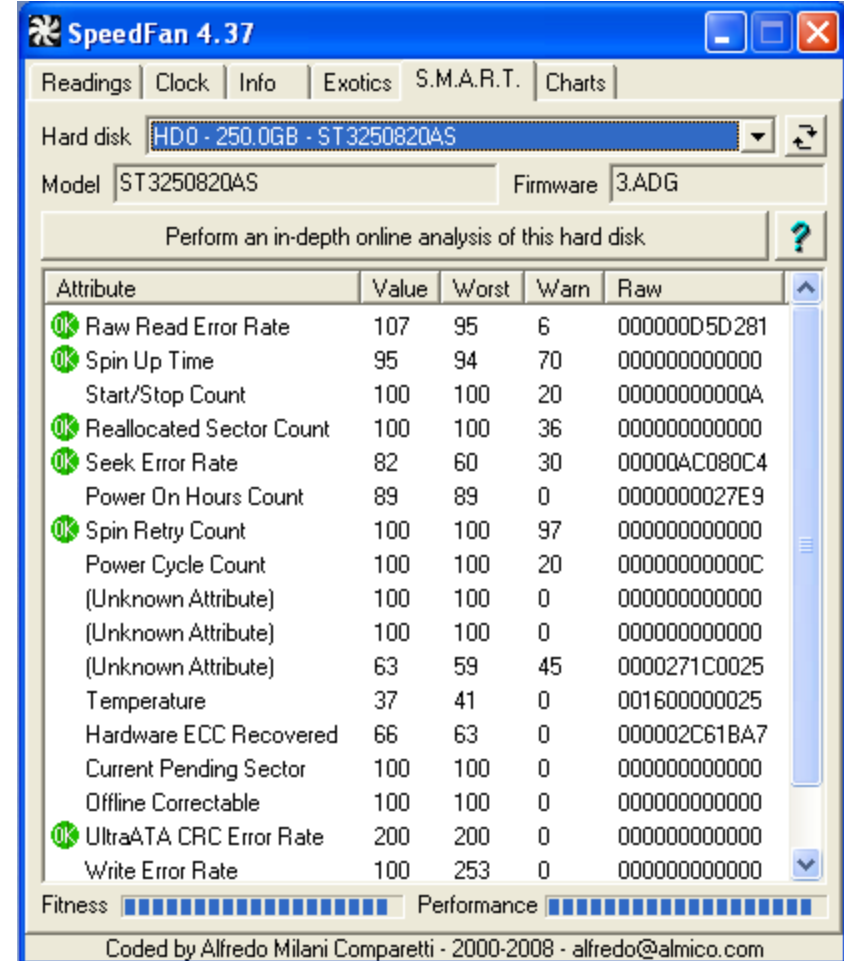 SpeedFan 4.37
Readings Clock Info Exotics S.M.A.R.T. Charts
Hard disk HD0 - 250.0GB - ST3250820AS
Model ST3250820AS Firmware 3.ADG
Perform an in-depth online analysis of this hard disk ?
Attribute Value Worst Warn Raw
OK Raw Read Error Rate 107 95 6 000000D5D281
OK Spin Up Time 95 94 70 000000000000
Start/Stop Count 100 100 20 00000000000A
OK Reallocated Sector Count 100 100 36 000000000000
OK Seek Error Rate 82 60 30 00000AC080C4
Power On Hours Count 89 89 0 0000000027E9
OK Spin Retry Count 100 100 97 000000000000
Power Cycle Count 100 100 20 00000000000C
(Unknown Attribute) 100 100 0 000000000000
(Unknown Attribute) 100 100 0 000000000000
(Unknown Attribute) 63 59 45 0000271C0025
Temperature 37 41 0 001600000025
Hardware ECC Recovered 66 63 0 000002C61BA7
Current Pending Sector 100 100 0 000000000000
Offline Correctable 100 100 0 000000000000
OK UltraATA CRC Error Rate 200 200 0 000000000000
Write Error Rate 100 253 0 000000000000
Fitness Performance
Coded by Alfredo Milani Comparetti - 2000-2008 - alfredo@almico.com